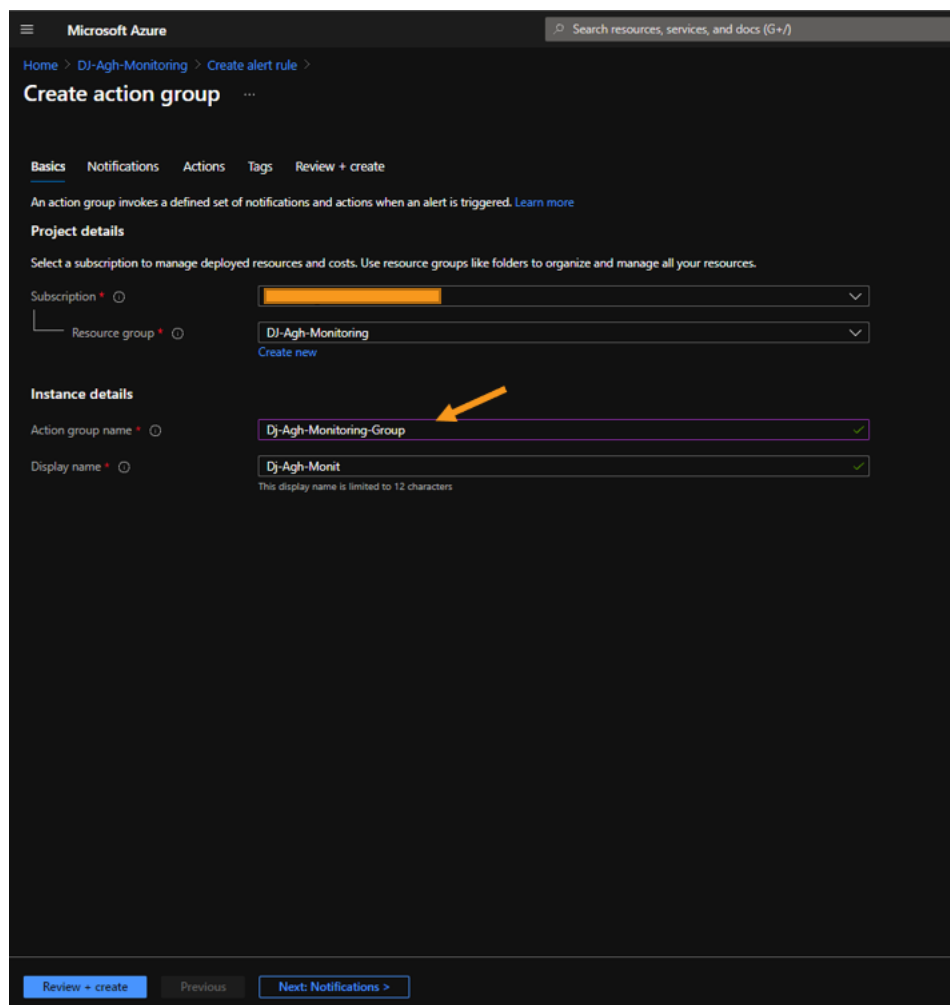 Microsoft Azure
Search resources, services, and docs (G+/)
Home > DJ-Agh-Monitoring > Create alert rule >
Create action group ...
Basics Notifications Actions Tags Review + create
An action group invokes a defined set of notifications and actions when an alert is triggered. Learn more
Project details
Select a subscription to manage deployed resources and costs. Use resource groups like folders to organize and manage all your resources.
Subscription *
Resource group * DJ-Agh-Monitoring
Create new
Instance details
Action group name * Dj-Agh-Monitoring-Group
Display name * Dj-Agh-Monit
This display name is limited to 12 characters
Review + create Previous Next: Notifications >